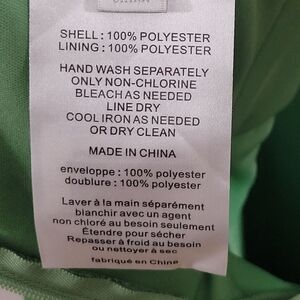 SHELL : 100% POLYESTER
LINING : 100% POLYESTER
HAND WASH SEPARATELY
ONLY NON-CHLORINE
BLEACH AS NEEDED
LINE DRY
COOL IRON AS NEEDED
OR DRY CLEAN
MADE IN CHINA
enveloppe : 100% polyester
doublure : 100% polyester
Laver à la main séparément
blanchir avec un agent
non chloré au besoin seulement
Étendre pour sécher
Repasser à froid au besoin
ou nettoyer à sec
fabriqué en Chine